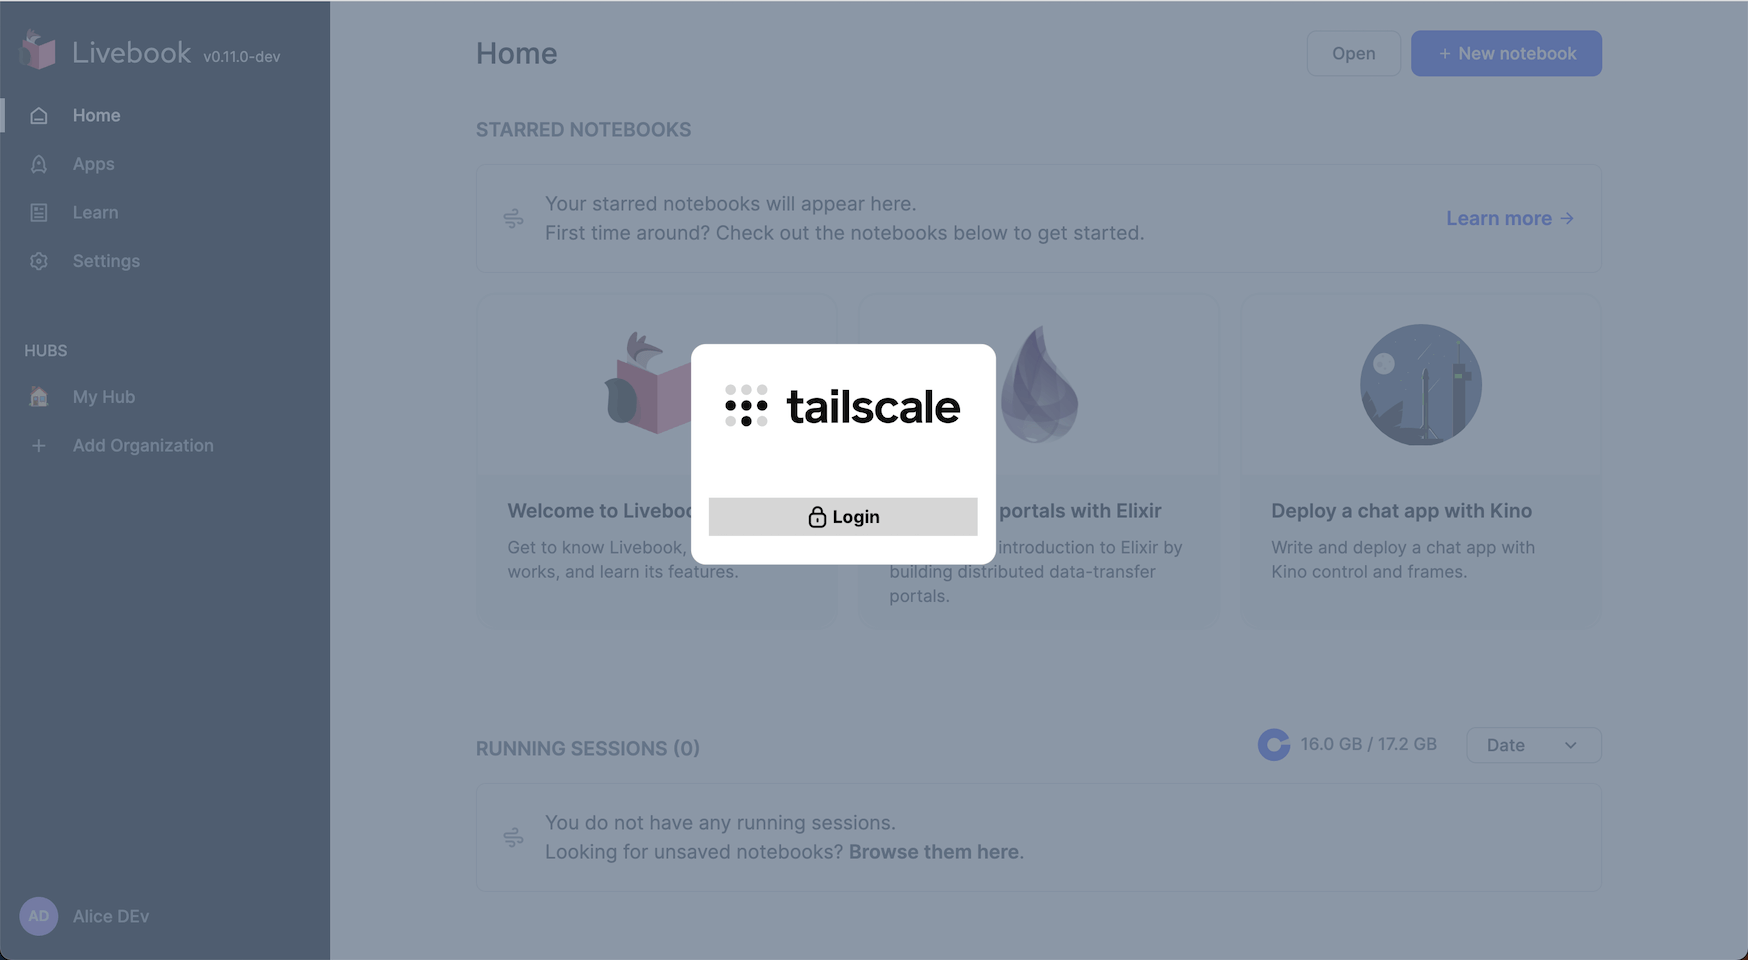 Livebook v0.11.0-dev
Home
Apps
Learn
Settings
HUBS
My Hub
+ Add Organization
AD Alice DEv
Home
Open
+ New notebook
STARRED NOTEBOOKS
Your starred notebooks will appear here.
First time around? Check out the notebooks below to get started.
Learn more →
Welcome to
Get to know Livebook,
works, and learn its features.
portals with Elixir
introduction to Elixir by
building distributed data-transfer
portals.
Deploy a chat app with Kino
Write and deploy a chat app with
Kino control and frames.
tailscale
Login
RUNNING SESSIONS (0)
16.0 GB / 17.2 GB
Date
You do not have any running sessions.
Looking for unsaved notebooks? Browse them here.